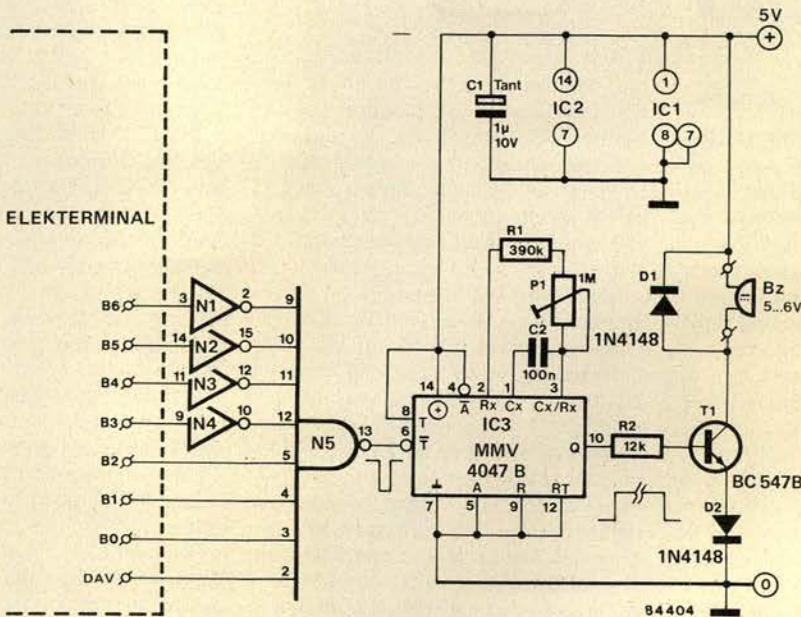 5V
+
C1 Tant
1µ
10V
14
IC2
7
1
IC1
8 7
ELEKTERMINAL
R1
390k
P1
1M
C2
100n
D1
1N4148
Bz
5...6V
B6 3 N1 2 9
B5 14 N2 15 10
B4 11 N3 12 11
B3 9 N4 10 12
B2 5
B1 4
B0 3
DAV 2
N5
13
14 4 2 1 3
8 + A Rx Cx Cx/Rx
T
6 T
IC3
MMV
4047 B
Q 10
R2
12k
T1
BC 547B
⊥ A R RT
7 5 9 12
D2
1N4148
0
84404